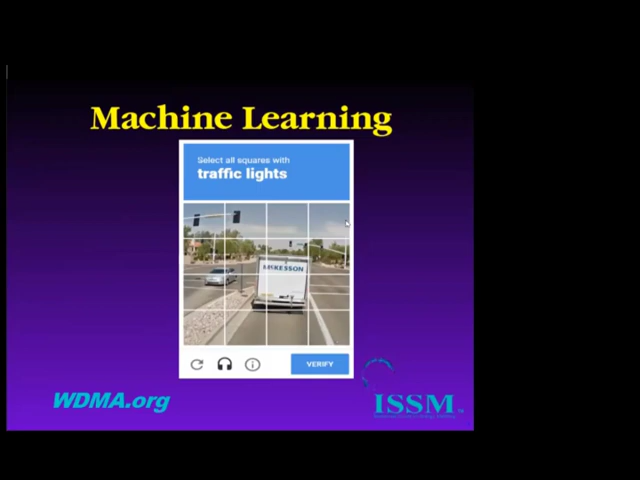 Machine Learning
Select all squares with
traffic lights
McKESSON
VERIFY
WDMA.org
ISSM